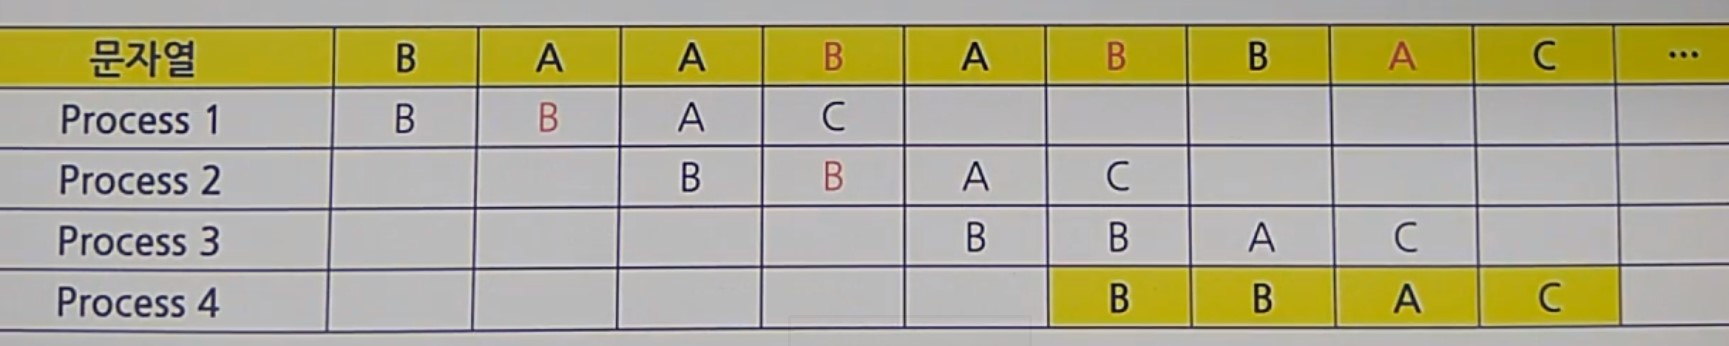 문자열 B A A B A B B A C ...
Process 1 B B A C
Process 2 B B A C
Process 3 B B A C
Process 4 B B A C